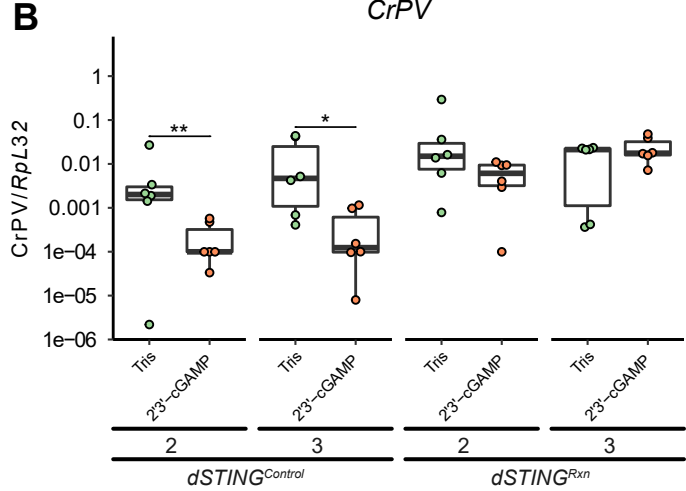 B
CrPV
CrPV/RpL32
1
0.1
0.01
0.001
1e−04
1e−05
1e−06
**
*
Tris 2'3'−cGAMP Tris 2'3'−cGAMP Tris 2'3'−cGAMP Tris 2'3'−cGAMP
2 3 2 3
dSTINGControl dSTINGRxn